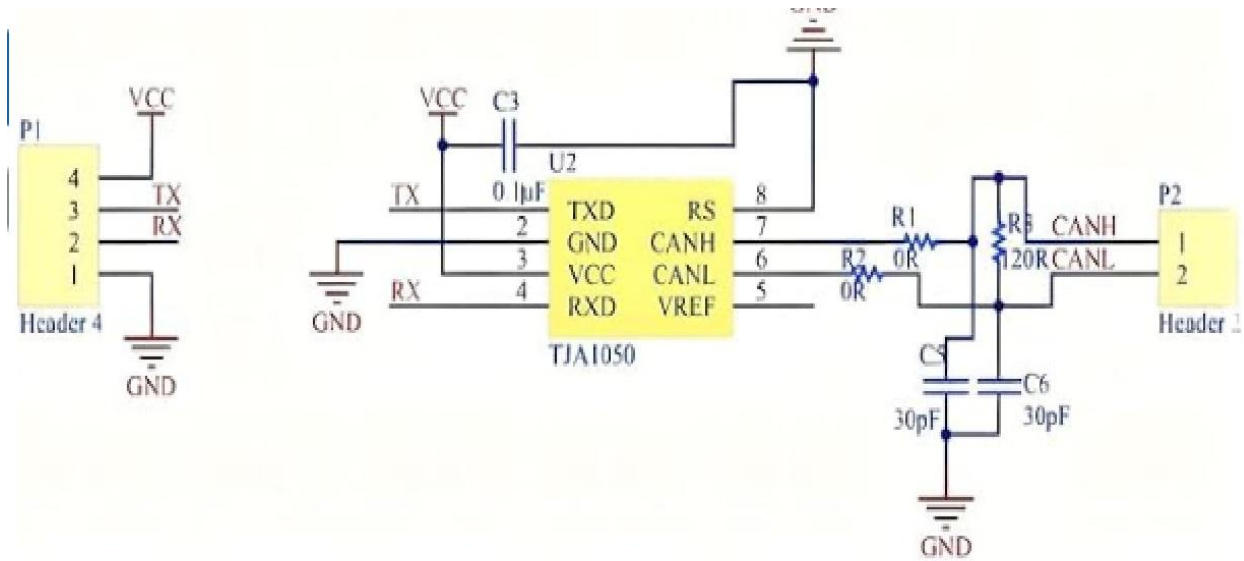 GND
VCC
VCC
C3
P1
U2
4
TX
0.1μF
TX
TXD
RS
8
P2
3
RX
2
GND
CANH
7
R1
R3
CANH
1
2
3
VCC
CANL
6
R2
0R
120R
CANL
2
1
RX
4
RXD
VREF
5
0R
Header 4
GND
TJA1050
Header
GND
C5
C6
30pF
30pF
GND